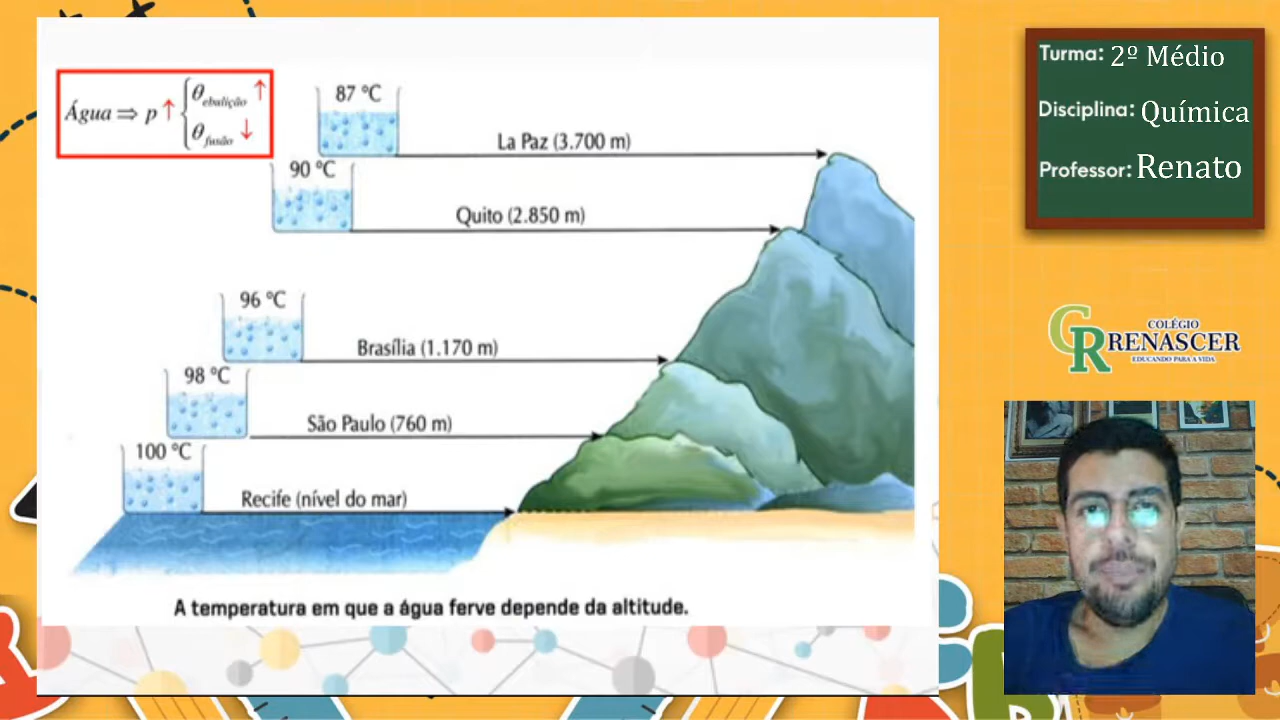 Água ⇒ p ↑ { θebulição ↑
θfusão ↓
87 °C
La Paz (3.700 m)
90 °C
Quito (2.850 m)
96 °C
Brasília (1.170 m)
98 °C
São Paulo (760 m)
100 °C
Recife (nível do mar)
A temperatura em que a água ferve depende da altitude.
Turma: 2º Médio
Disciplina: Química
Professor: Renato
CR
COLÉGIO
RENASCER
EDUCANDO PARA A VIDA